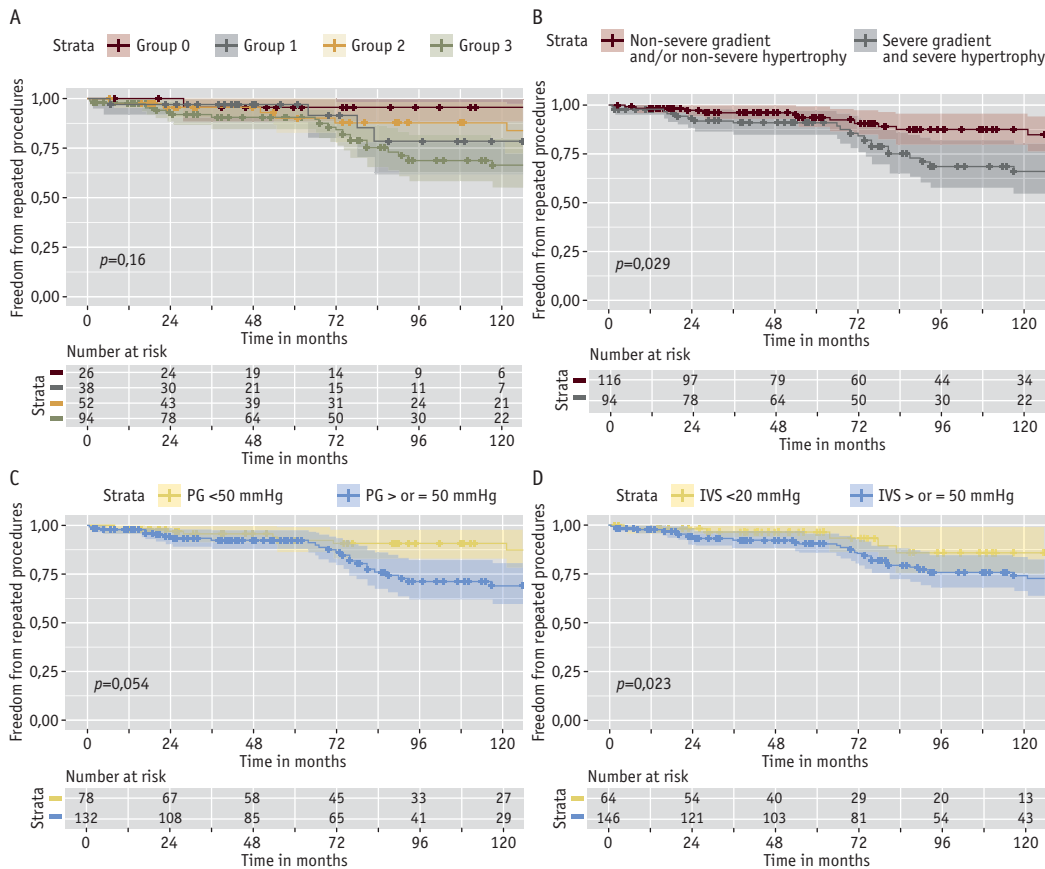 A
Strata Group 0 Group 1 Group 2 Group 3
Freedom from repeated procedures
1,00
0,75
0,50
0,25
0,00
p=0,16
0 24 48 72 96 120
Time in months
Number at risk
Strata
26 24 19 14 9 6
38 30 21 15 11 7
52 43 39 31 24 21
94 78 64 50 30 22
0 24 48 72 96 120
Time in months
B
Strata Non-severe gradient and/or non-severe hypertrophy
Severe gradient and severe hypertrophy
Freedom from repeated procedures
1,00
0,75
0,50
0,25
0,00
p=0,029
0 24 48 72 96 120
Time in months
Number at risk
Strata
116 97 79 60 44 34
94 78 64 50 30 22
0 24 48 72 96 120
Time in months
C
Strata PG <50 mmHg PG > or = 50 mmHg
Freedom from repeated procedures
1,00
0,75
0,50
0,25
0,00
p=0,054
0 24 48 72 96 120
Time in months
Number at risk
Strata
78 67 58 45 33 27
132 108 85 65 41 29
0 24 48 72 96 120
Time in months
D
Strata IVS <20 mmHg IVS > or = 50 mmHg
Freedom from repeated procedures
1,00
0,75
0,50
0,25
0,00
p=0,023
0 24 48 72 96 120
Time in months
Number at risk
Strata
64 54 40 29 20 13
146 121 103 81 54 43
0 24 48 72 96 120
Time in months